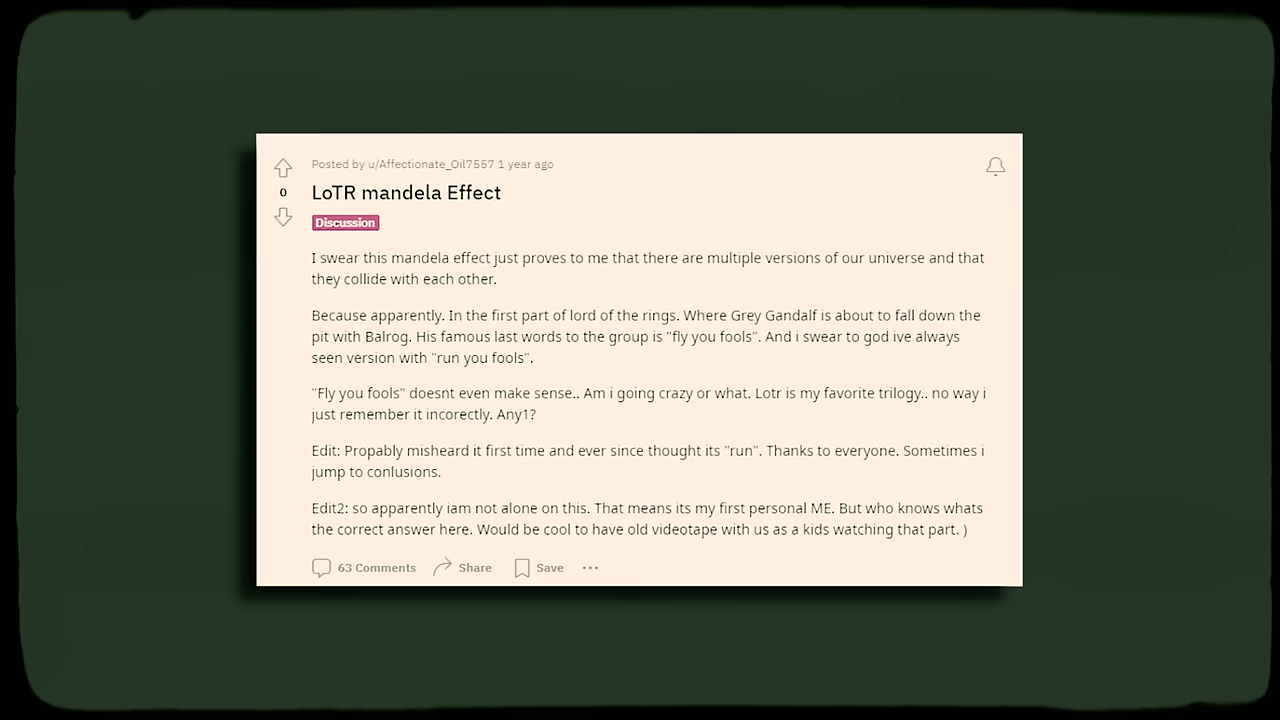 Posted by u/Affectionate_Oil7557 1 year ago
0
LoTR mandela Effect
Discussion
I swear this mandela effect just proves to me that there are multiple versions of our universe and that
they collide with each other.
Because apparently. In the first part of lord of the rings. Where Grey Gandalf is about to fall down the
pit with Balrog. His famous last words to the group is "fly you fools". And i swear to god ive always
seen version with "run you fools".
"Fly you fools" doesnt even make sense.. Am i going crazy or what. Lotr is my favorite trilogy.. no way i
just remember it incorectly. Any1?
Edit: Propably misheard it first time and ever since thought its "run". Thanks to everyone. Sometimes i
jump to conlusions.
Edit2: so apparently iam not alone on this. That means its my first personal ME. But who knows whats
the correct answer here. Would be cool to have old videotape with us as a kids watching that part. )
63 Comments Share Save